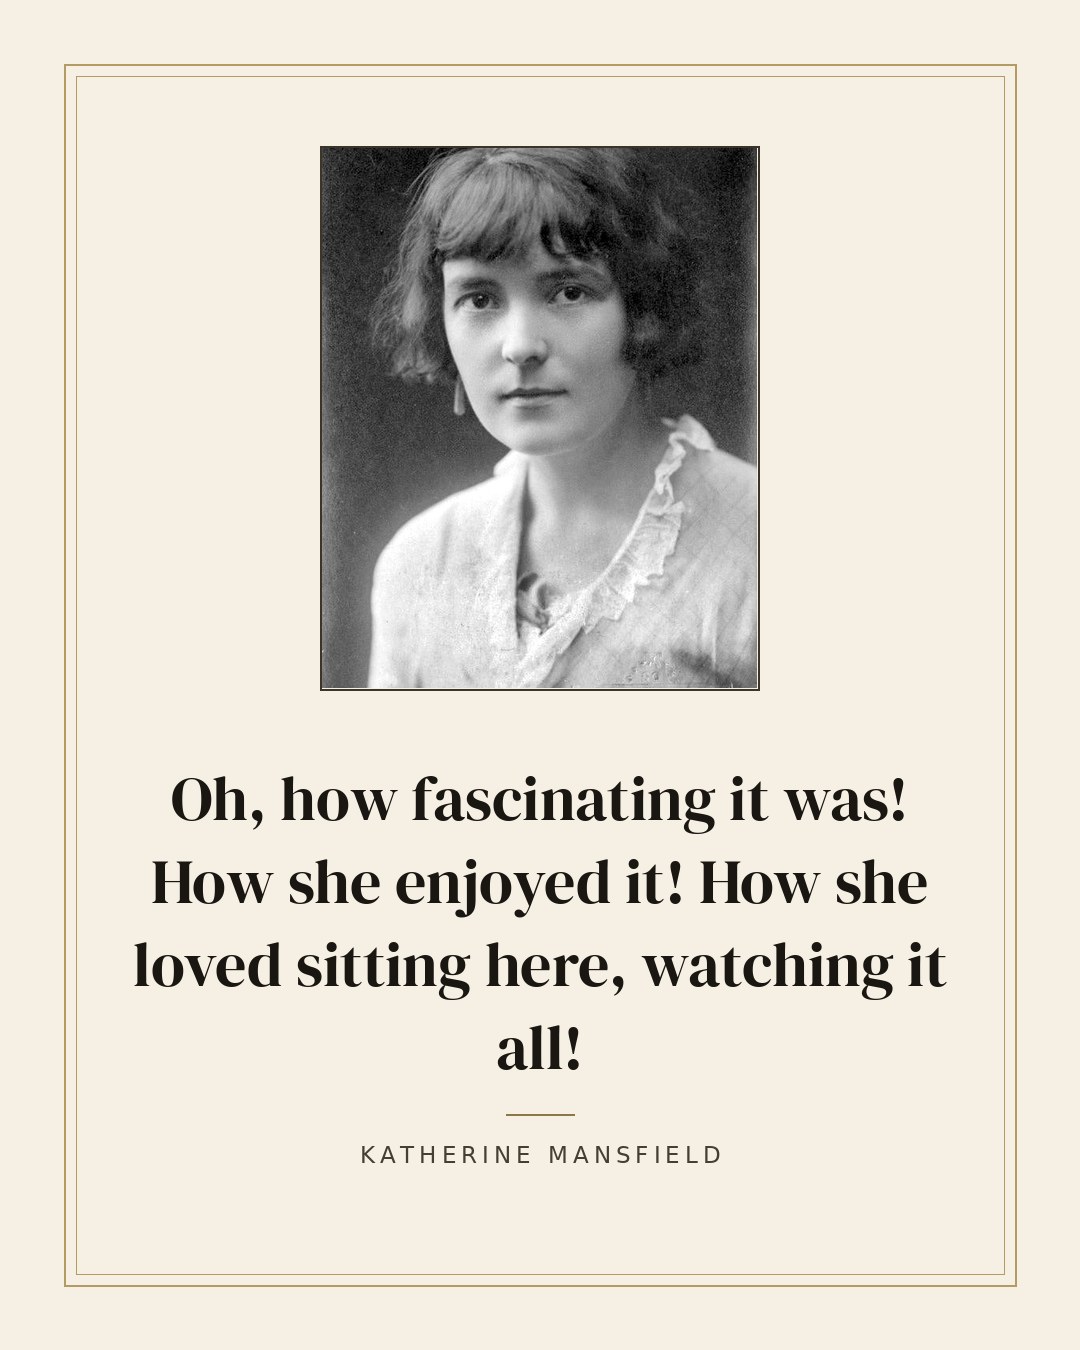 Oh, how fascinating it was!
How she enjoyed it! How she
loved sitting here, watching it
all!
KATHERINE MANSFIELD